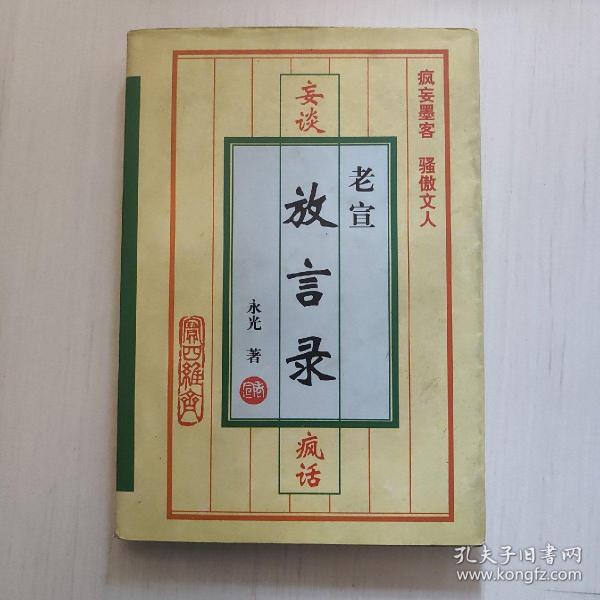 疯妄墨客 骚傲文人
妄谈
老宣
放言录
永光 著
疯话
孔夫子旧书网
www.kongfz.com